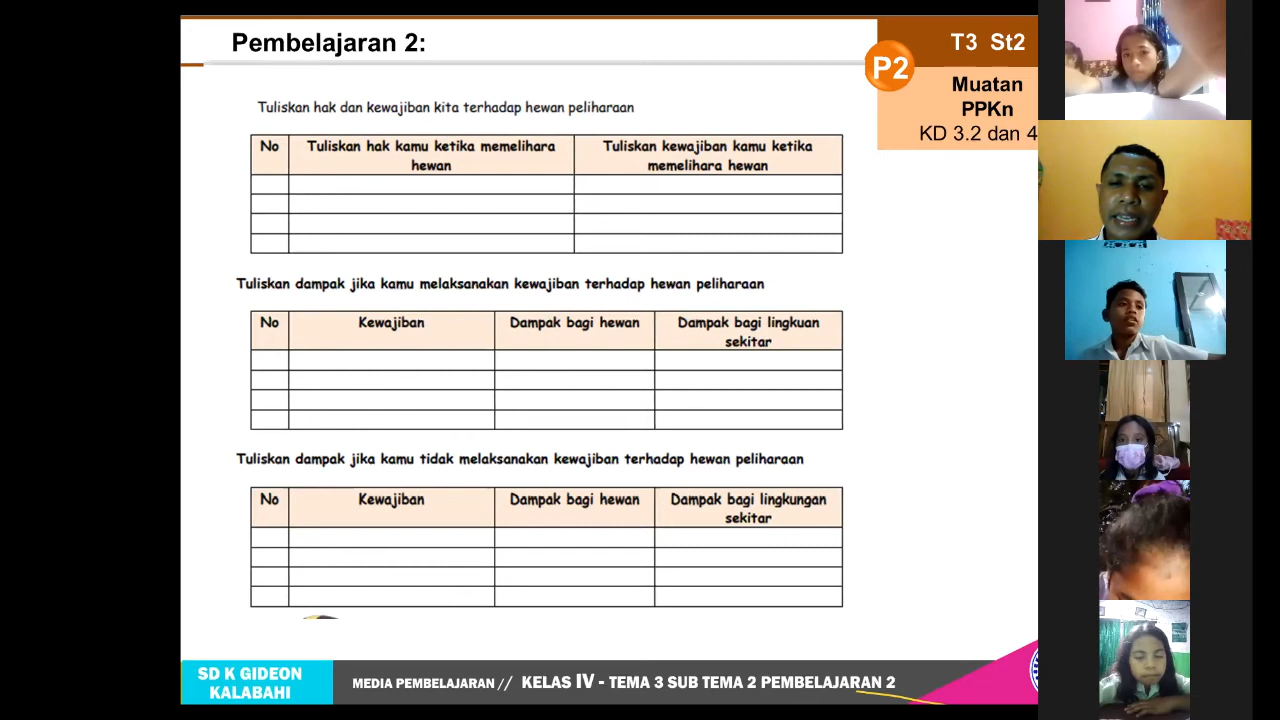 Pembelajaran 2:
T3 St2
P2
Muatan
PPKn
KD 3.2 dan 4
Tuliskan hak dan kewajiban kita terhadap hewan peliharaan
No
Tuliskan hak kamu ketika memelihara
hewan
Tuliskan kewajiban kamu ketika
memelihara hewan
Tuliskan dampak jika kamu melaksanakan kewajiban terhadap hewan peliharaan
No
Kewajiban
Dampak bagi hewan
Dampak bagi lingkuan
sekitar
Tuliskan dampak jika kamu tidak melaksanakan kewajiban terhadap hewan peliharaan
No
Kewajiban
Dampak bagi hewan
Dampak bagi lingkungan
sekitar
SD K GIDEON
KALABAHI
MEDIA PEMBELAJARAN // KELAS IV - TEMA 3 SUB TEMA 2 PEMBELAJARAN 2